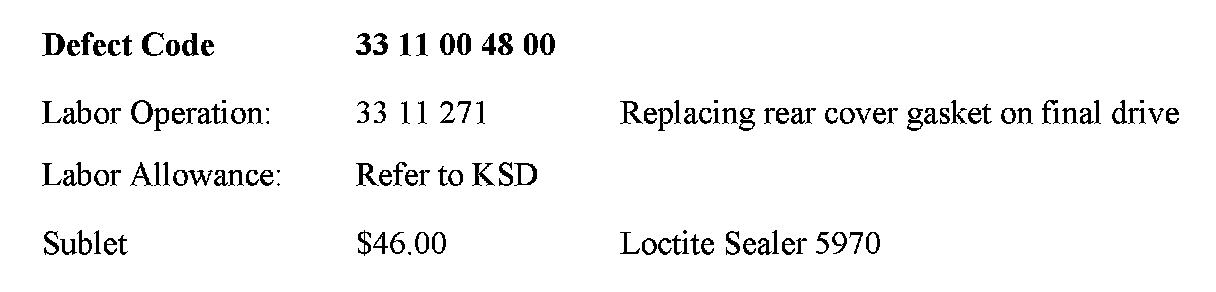 Defect Code 33 11 00 48 00
Labor Operation: 33 11 271 Replacing rear cover gasket on final drive
Labor Allowance: Refer to KSD
Sublet $46.00 Loctite Sealer 5970